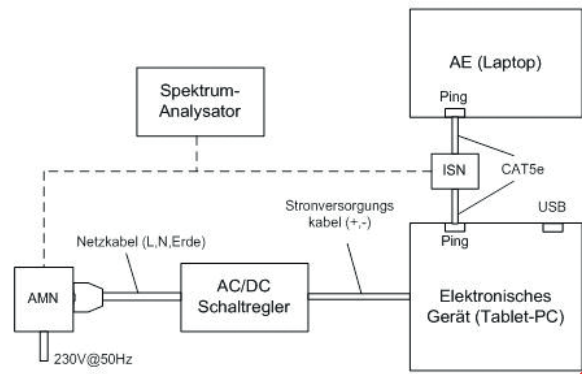 AE (Laptop)
Ping
Spektrum-
Analysator
ISN
CAT5e
USB
Ping
Stronversorgungs
kabel (+,-)
Netzkabel (L,N,Erde)
AMN
AC/DC
Schaltregler
Elektronisches
Gerät (Tablet-PC)
230V@50Hz